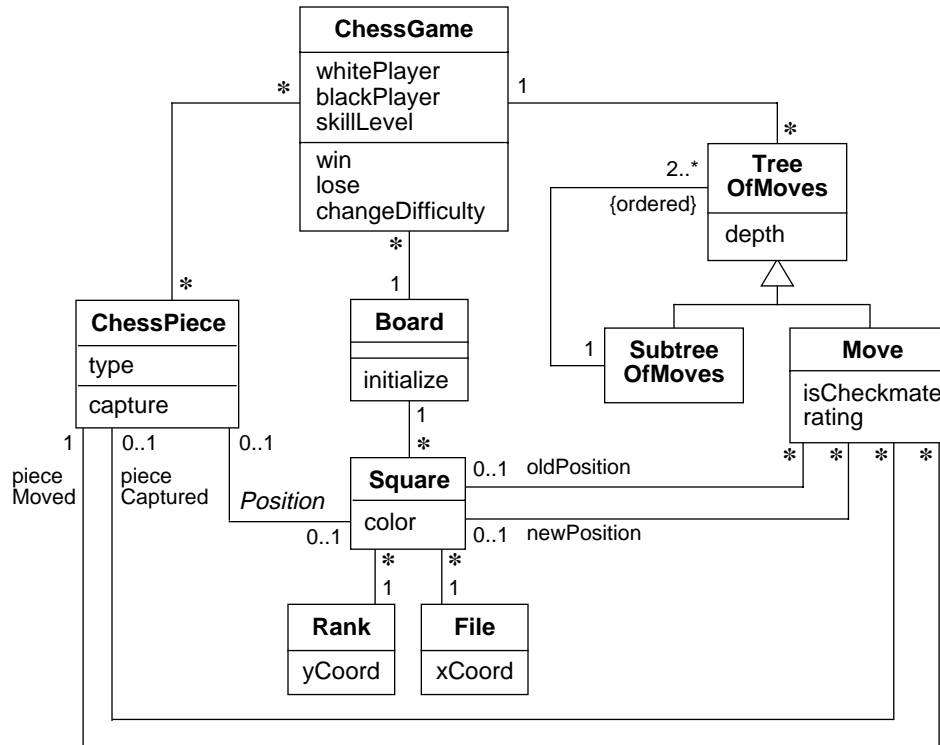 ChessGame
whitePlayer
blackPlayer
skillLevel
win
lose
changeDifficulty
*
1
*
Tree
OfMoves
depth
2..*
{ordered}
*
1
*
ChessPiece
type
capture
Board
initialize
1
Subtree
OfMoves
Move
isCheckmate
rating
1
0..1
0..1
piece
Moved
piece
Captured
Position
0..1
1
*
Square
color
0..1
oldPosition
0..1
newPosition
*
*
*
*
*
*
1
1
Rank
yCoord
File
xCoord